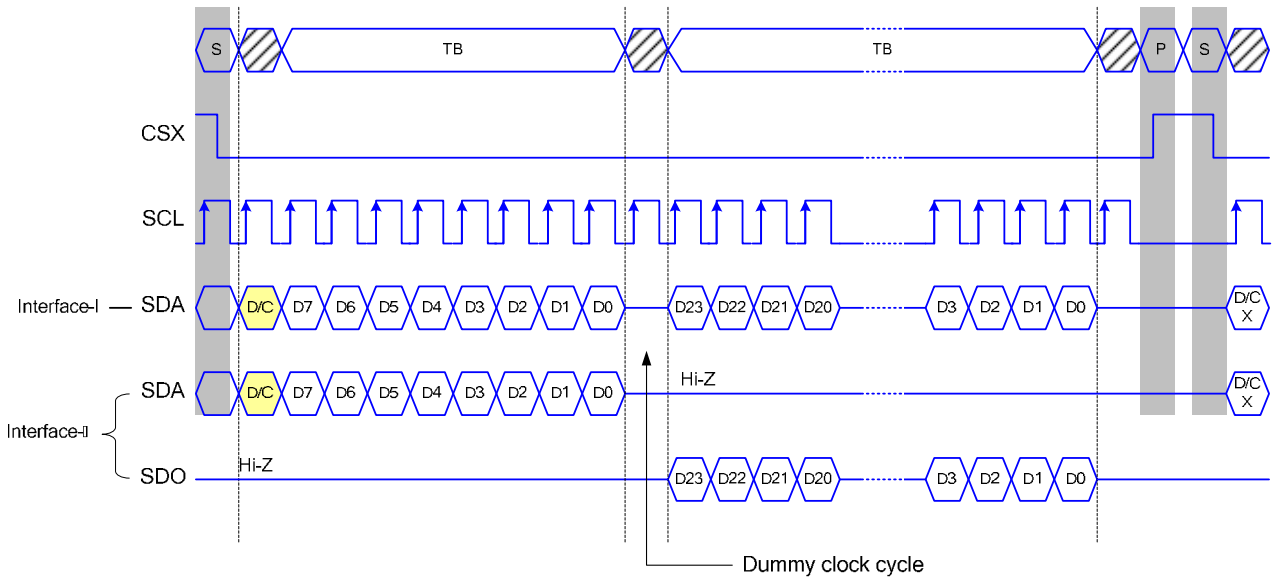 S TB TB P S
CSX
SCL
Interface-I SDA D/C D7 D6 D5 D4 D3 D2 D1 D0 D23 D22 D21 D20 D3 D2 D1 D0 D/C
X
SDA D/C D7 D6 D5 D4 D3 D2 D1 D0 Hi-Z D/C
X
Interface-▯
Hi-Z
SDO D23 D22 D21 D20 D3 D2 D1 D0
Dummy clock cycle